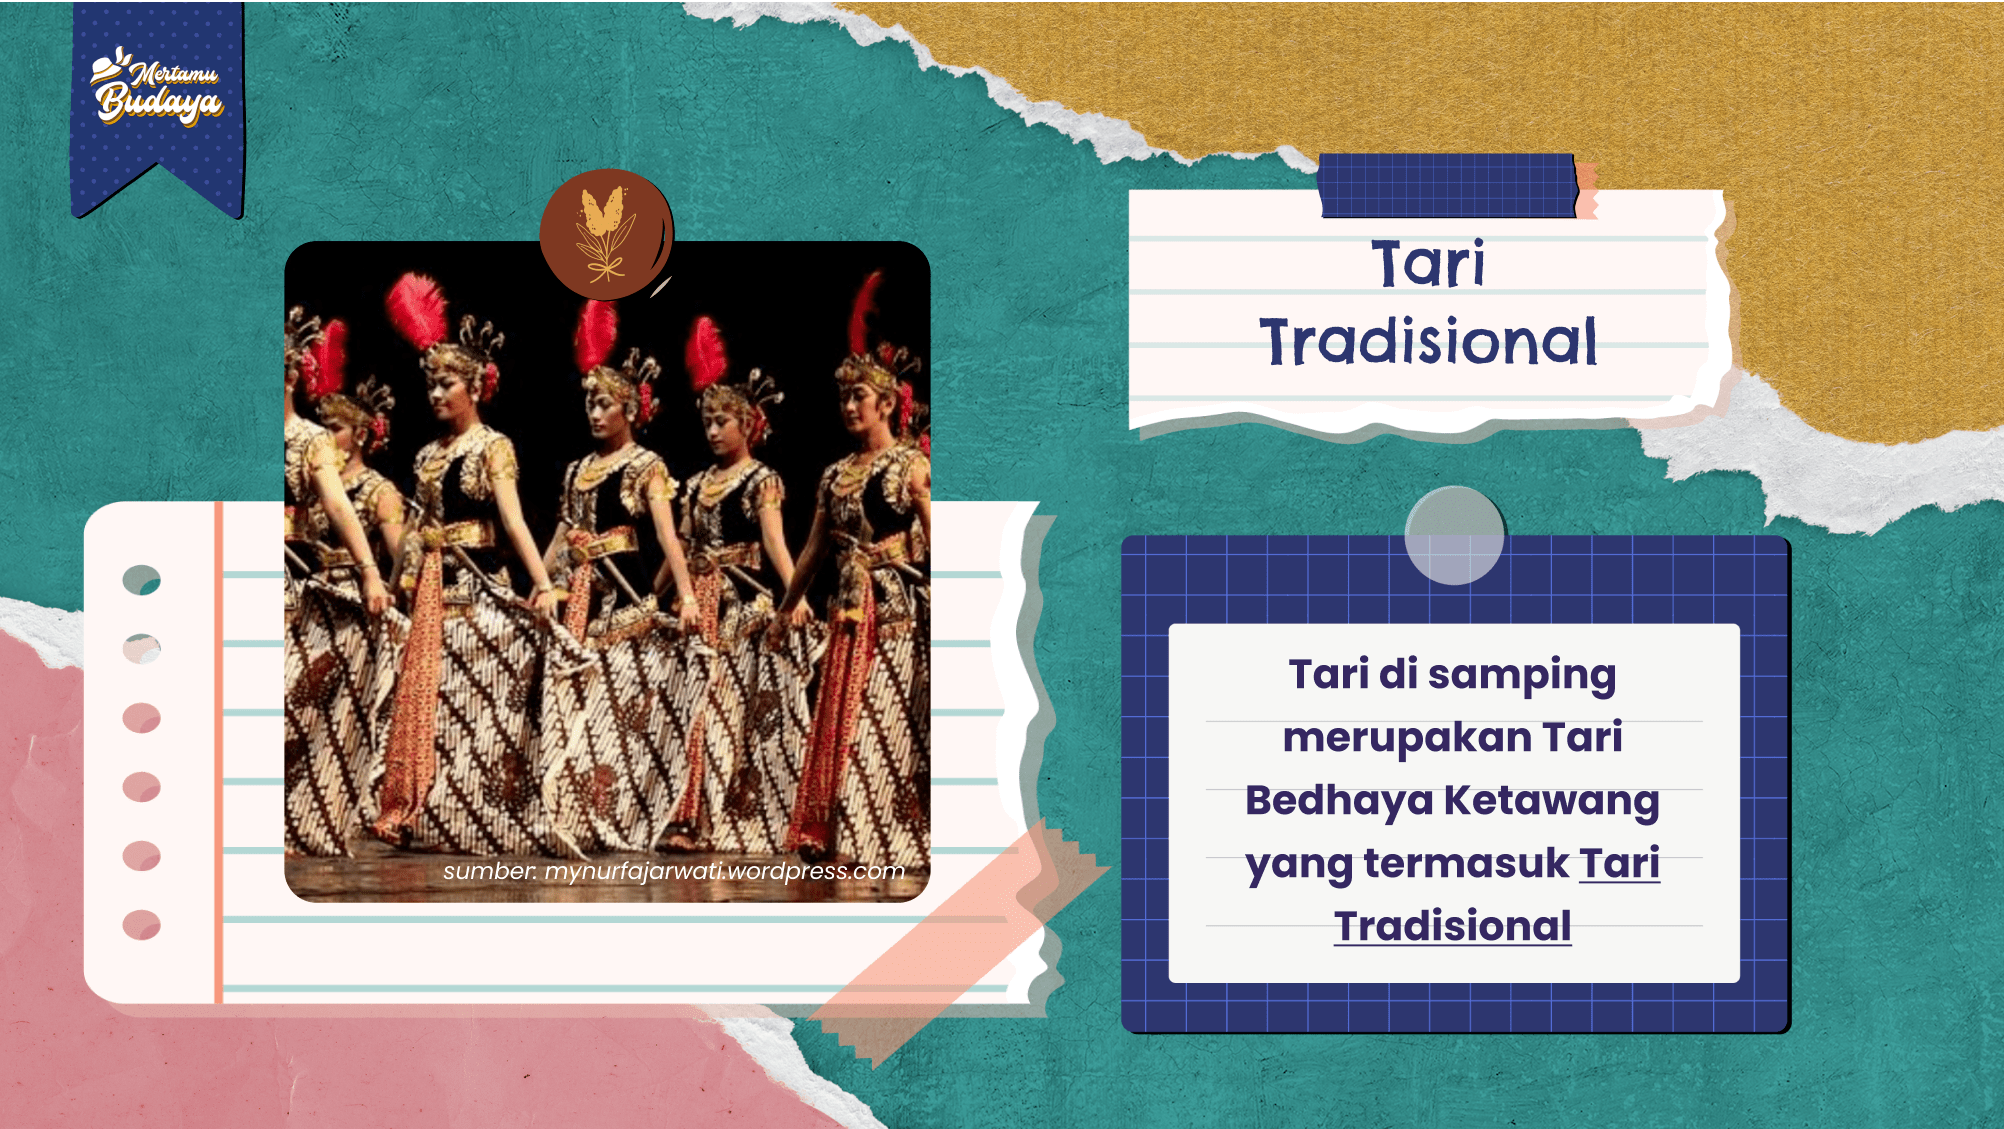 Mertamu
Budaya
Tari
Tradisional
sumber: mynurfajarwati.wordpress.com
Tari di samping
merupakan Tari
Bedhaya Ketawang
yang termasuk Tari
Tradisional